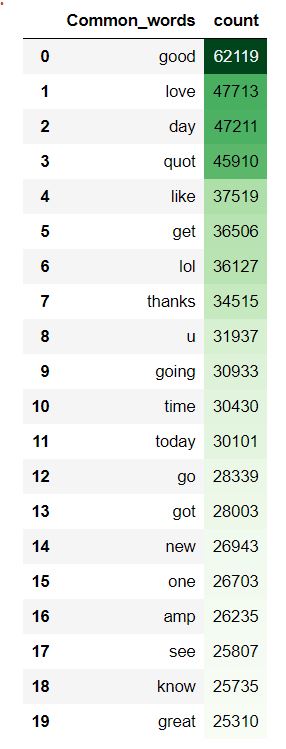 Common_words count
0 good 62119
1 love 47713
2 day 47211
3 quot 45910
4 like 37519
5 get 36506
6 lol 36127
7 thanks 34515
8 u 31937
9 going 30933
10 time 30430
11 today 30101
12 go 28339
13 got 28003
14 new 26943
15 one 26703
16 amp 26235
17 see 25807
18 know 25735
19 great 25310